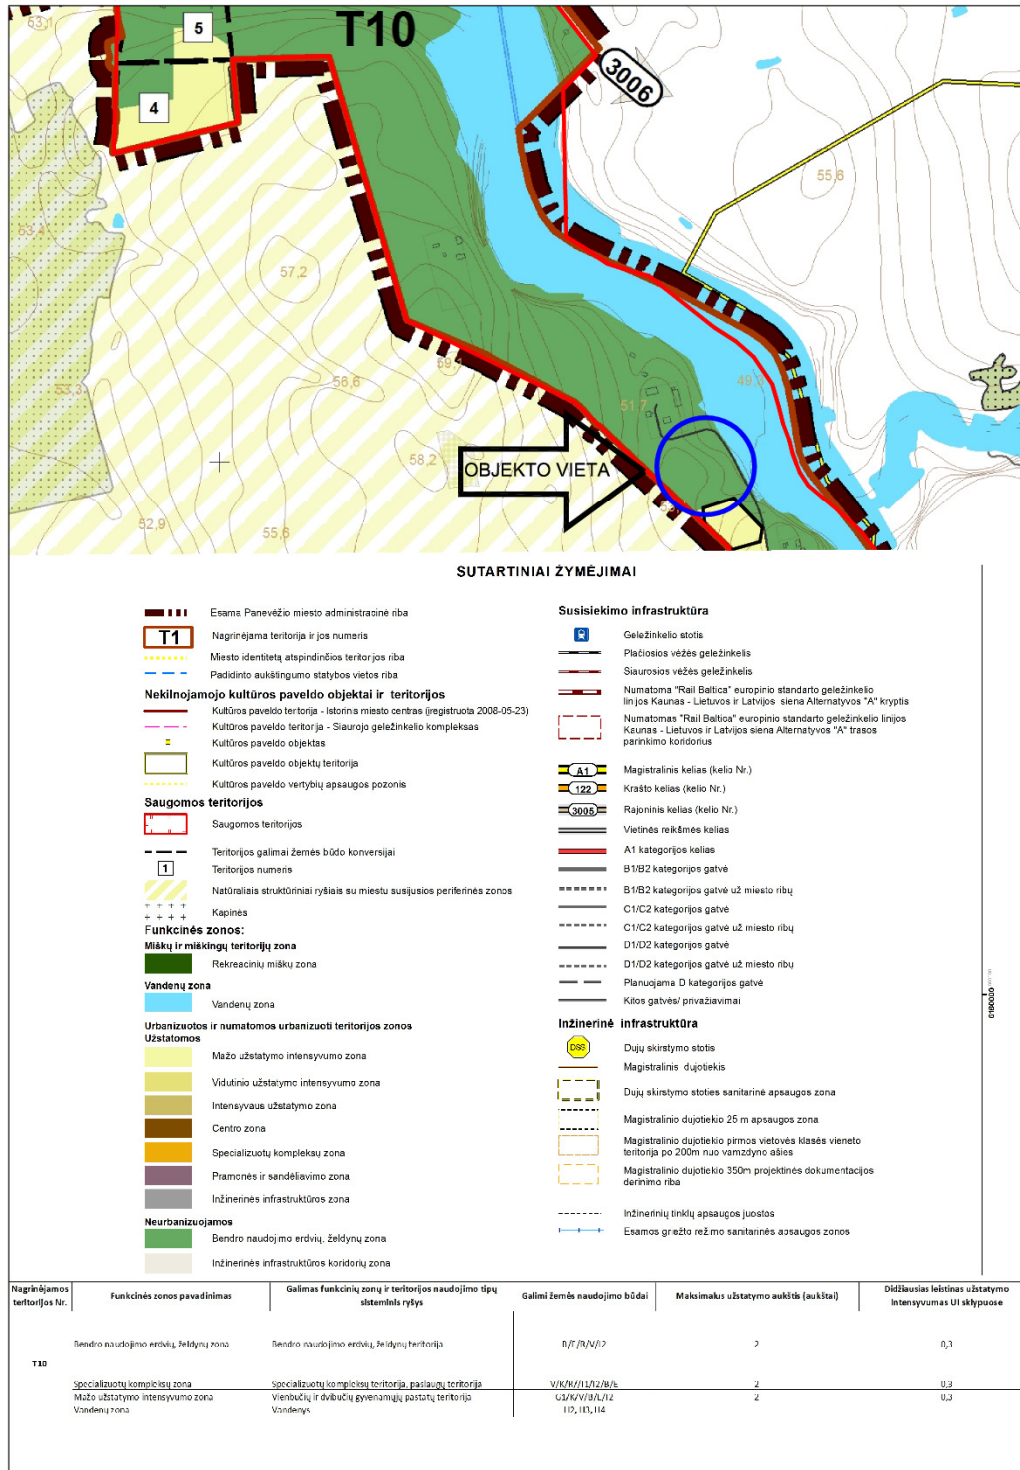 53,1
5
T10
3006
4
55,6
57,2
53,3
56,6
49,3
51,7
58,2
OBJEKTO VIETA
52,9
55,6
SUTARTINIAI ŽYMĖJIMAI
Esama Panevėžio miesto administracinė riba
T1 Nagrinėjama teritorija ir jos numeris
Miesto identitetą atspindinčios teritorijos riba
Padidinto aukštingumo statybos vietos riba
Nekilnojamojo kultūros paveldo objektai ir teritorijos
Kultūros paveldo teritorija - Istorinis miesto centras (įregistruota 2008-05-23)
Kultūros paveldo teritorija - Siaurojo geležinkelio kompleksas
Kultūros paveldo objektas
Kultūros paveldo objektų teritorija
Kultūros paveldo vertybių apsaugos pozonis
Saugomos teritorijos
Saugomos teritorijos
Teritorijos galimai žemės būdo konversijai
1 Teritorijos numeris
Natūraliais struktūriniai ryšiais su miestu susijusios periferinės zonos
Kapinės
Funkcinės zonos:
Miškų ir miškingų teritorijų zona
Rekreacinių miškų zona
Vandenų zona
Vandenų zona
Urbanizuotos ir numatomos urbanizuoti teritorijos zonos
Užstatomos
Mažo užstatymo intensyvumo zona
Vidutinio užstatymo intensyvumo zona
Intensyvaus užstatymo zona
Centro zona
Specializuotų kompleksų zona
Pramonės ir sandėliavimo zona
Inžinerinės infrastruktūros zona
Neurbanizuojamos
Bendro naudojimo erdvių, želdynų zona
Inžinerinės infrastruktūros koridorių zona
Susisiekimo infrastruktūra
Geležinkelio stotis
Plačiosios vėžės geležinkelis
Siaurosios vėžės geležinkelis
Numatoma "Rail Baltica" europinio standarto geležinkelio
linijos Kaunas - Lietuvos ir Latvijos siena Alternatyvos "A" kryptis
Numatomas "Rail Baltica" europinio standarto geležinkelio linijos
Kaunas - Lietuvos ir Latvijos siena Alternatyvos "A" trasos
parinkimo koridorius
A1 Magistralinis kelias (kelio Nr.)
122 Krašto kelias (kelio Nr.)
3005 Rajoninis kelias (kelio Nr.)
Vietinės reikšmės kelias
A1 kategorijos kelias
B1/B2 kategorijos gatvė
B1/B2 kategorijos gatvė už miesto ribų
C1/C2 kategorijos gatvė
C1/C2 kategorijos gatvė už miesto ribų
D1/D2 kategorijos gatvė
D1/D2 kategorijos gatvė už miesto ribų
Planuojama D kategorijos gatvė
Kitos gatvės/ privažiavimai
Inžinerinė infrastruktūra
DSS Dujų skirstymo stotis
Magistralinis dujotiekis
Dujų skirstymo stoties sanitarinė apsaugos zona
Magistralinio dujotiekio 25 m apsaugos zona
Magistralinio dujotiekio pirmos vietovės klasės vieneto
teritorija po 200m nuo vamzdyno ašies
Magistralinio dujotiekio 350m projektinės dokumentacijos
derinimo riba
Inžinerinių tinklų apsaugos juostos
Esamos griežto režimo sanitarinės apsaugos zonos
6180000
Nagrinėjamos teritorijos Nr. Funkcinės zonos pavadinimas Galimas funkcinių zonų ir teritorijos naudojimo tipų sisteminis ryšys Galimi žemės naudojimo būdai Maksimalus užstatymo aukštis (aukštai) Didžiausias leistinas užstatymo intensyvumas UI sklypuose
T10
Bendro naudojimo erdvių, želdynų zona Bendro naudojimo erdvių, želdynų teritorija B/E/R/V/I2 2 0,3
Specializuotų kompleksų zona Specializuotų kompleksų teritorija, paslaugų teritorija V/K/R/I1/I2/B/E 2 0,3
Mažo užstatymo intensyvumo zona Vienbučių ir dvibučių gyvenamųjų pastatų teritorija G1/K/V/B/E/I2 2 0,3
Vandenų zona Vandenys H2, H3, H4